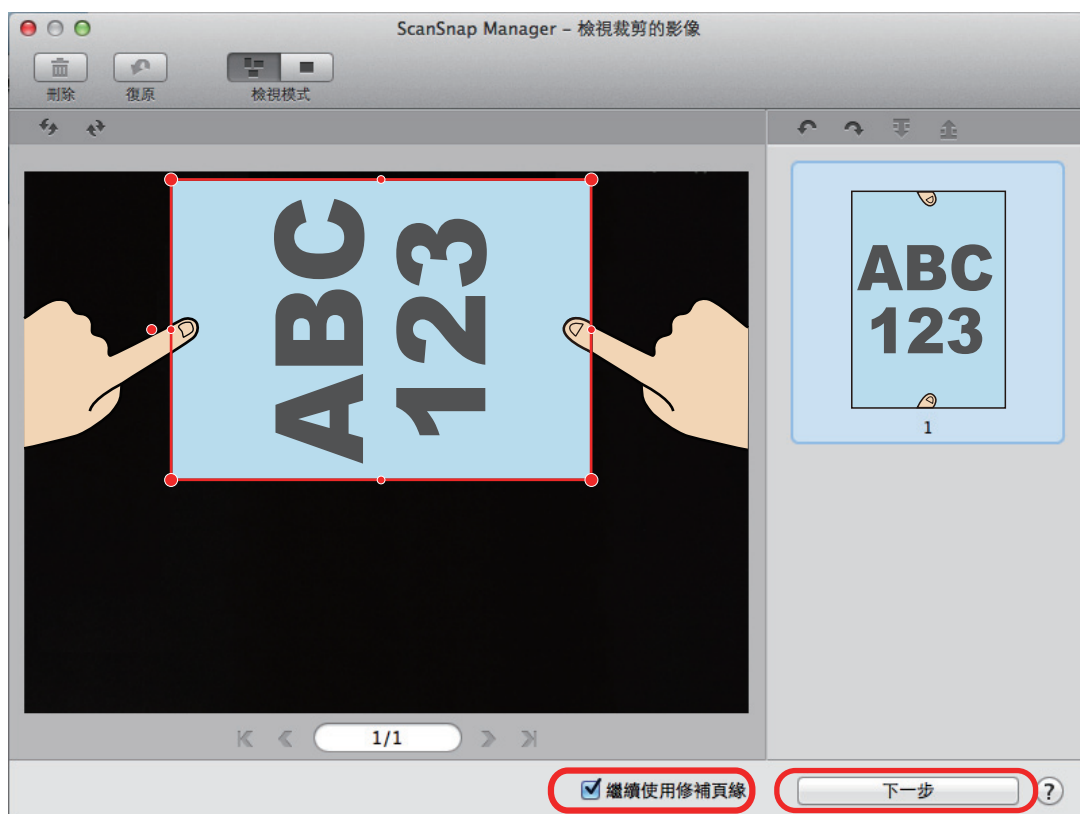 ScanSnap Manager – 檢視裁剪的影像
刪除 復原 檢視模式
ABC
123
ABC
123
1
1/1
繼續使用修補頁緣 下一步 ?